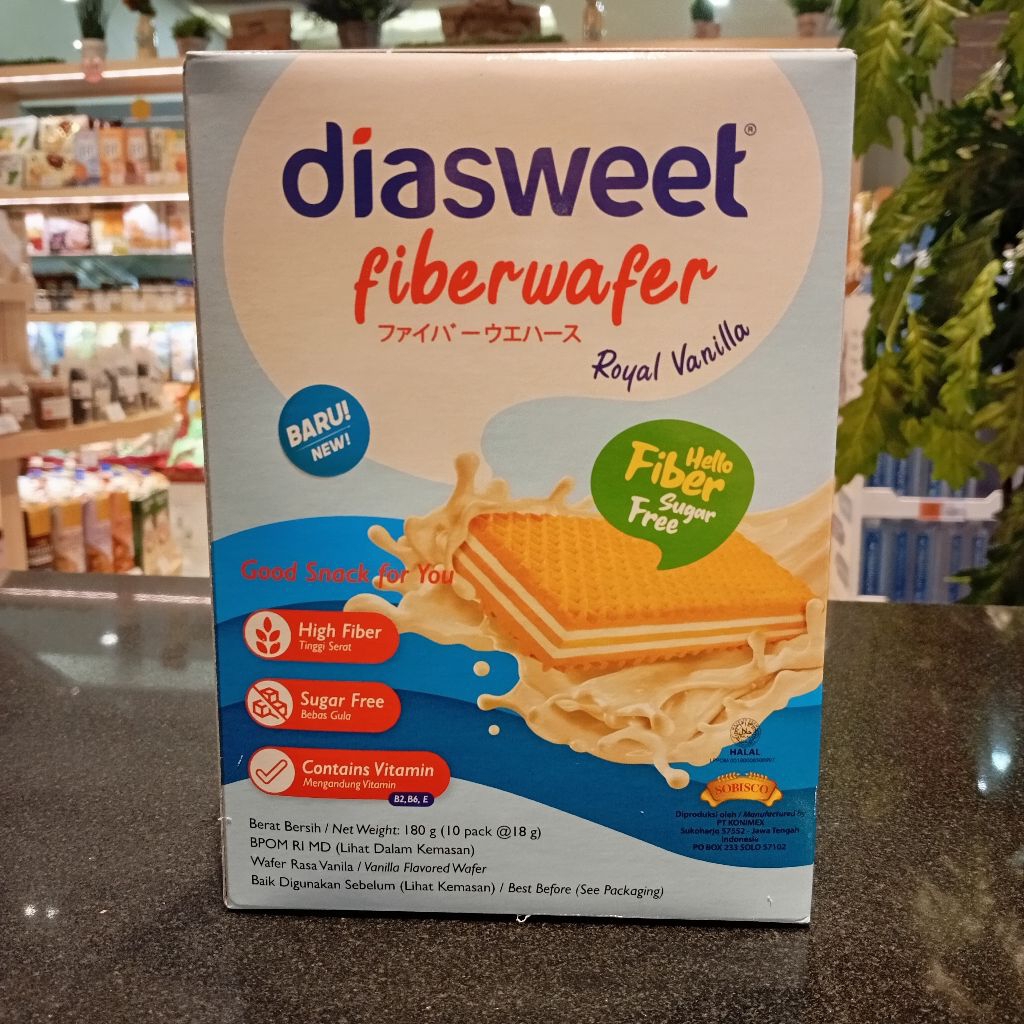 diasweet®
fiberwafer
ファイバーウエハース
Royal Vanilla
BARU!
NEW!
Hello
Fiber
Sugar
Free
Good Snack for You
High Fiber
Tinggi Serat
Sugar Free
Bebas Gula
Contains Vitamin
Mengandung Vitamin
B2, B6, E
HALAL
SOBISCO
Diproduksi oleh / Manufactured by
PT KONIMEX
Sukoharjo 57552 - Jawa Tengah
Indonesia
PO BOX 233 SOLO 57102
Berat Bersih / Net Weight: 180 g (10 pack @18 g)
BPOM RI MD (Lihat Dalam Kemasan)
Wafer Rasa Vanila / Vanilla Flavored Wafer
Baik Digunakan Sebelum (Lihat Kemasan) / Best Before (See Packaging)